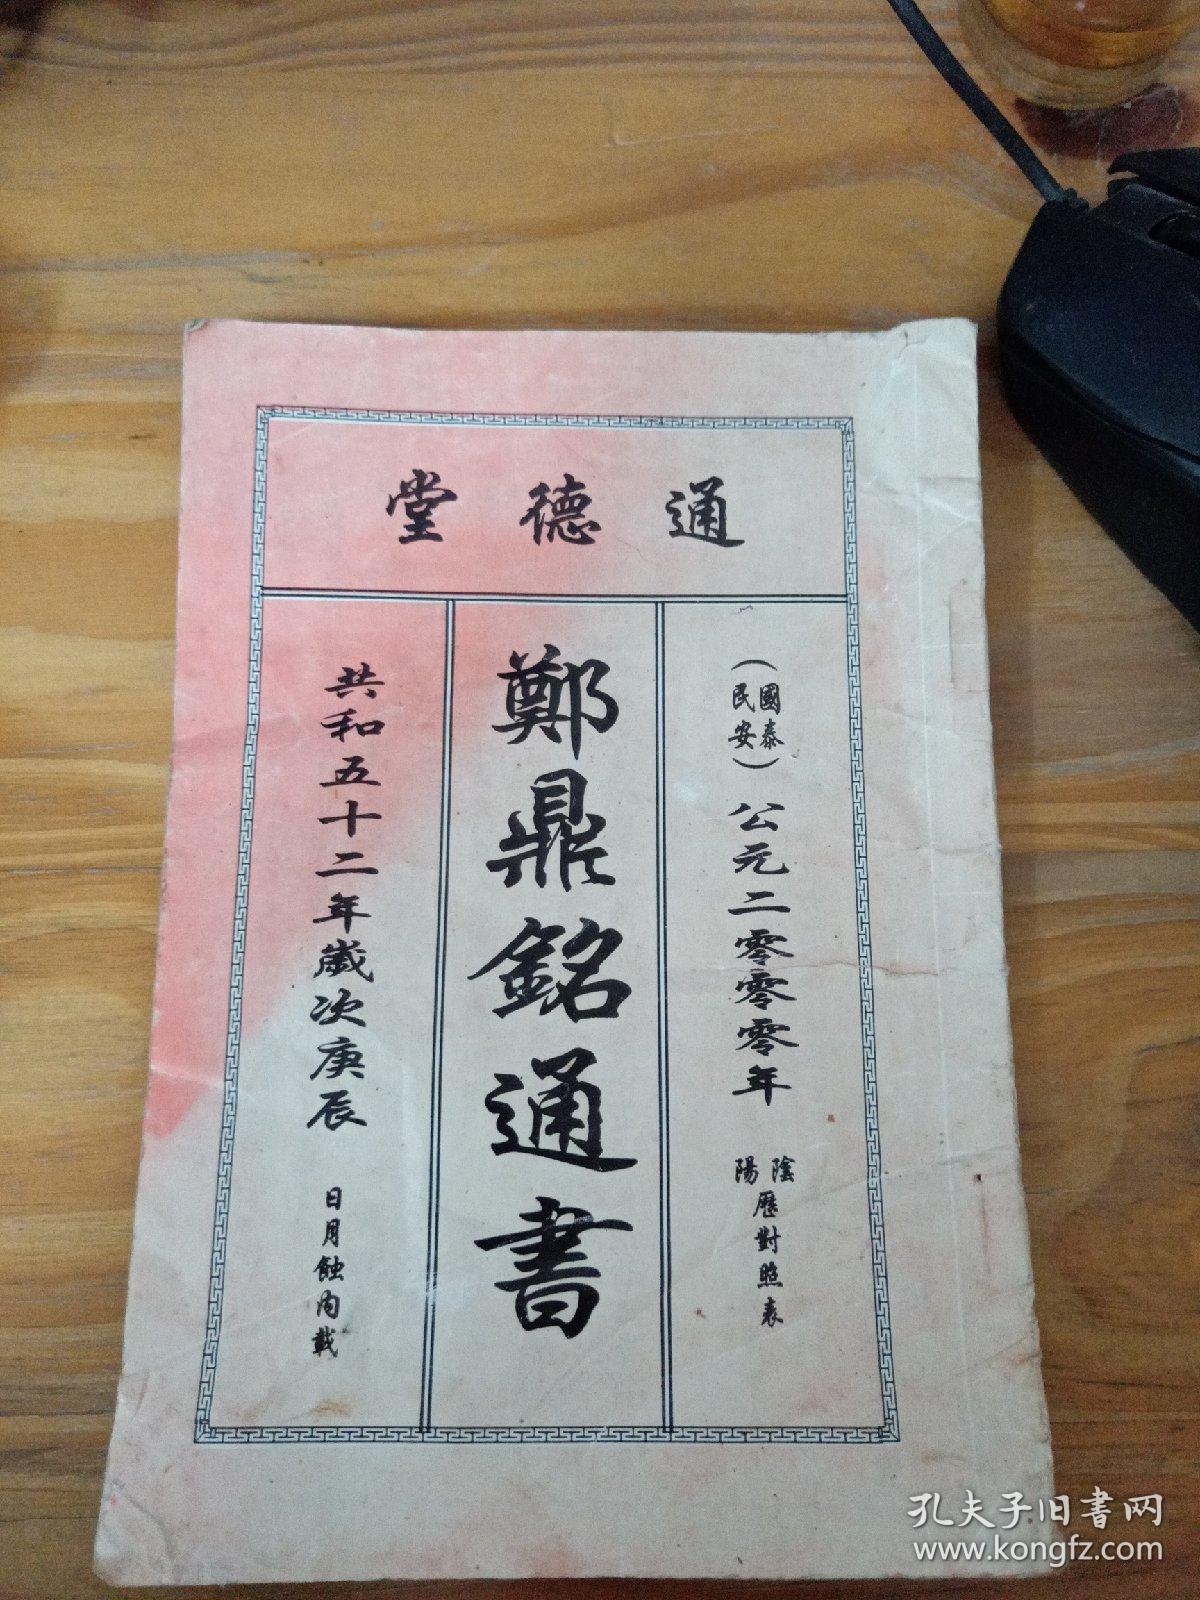 通德堂
（國泰民安）公元二零零零年 陰陽歷對照表
鄭鼎銘通書
共和五十二年歲次庚辰 日月蝕內載
孔夫子旧书网
www.kongfz.com